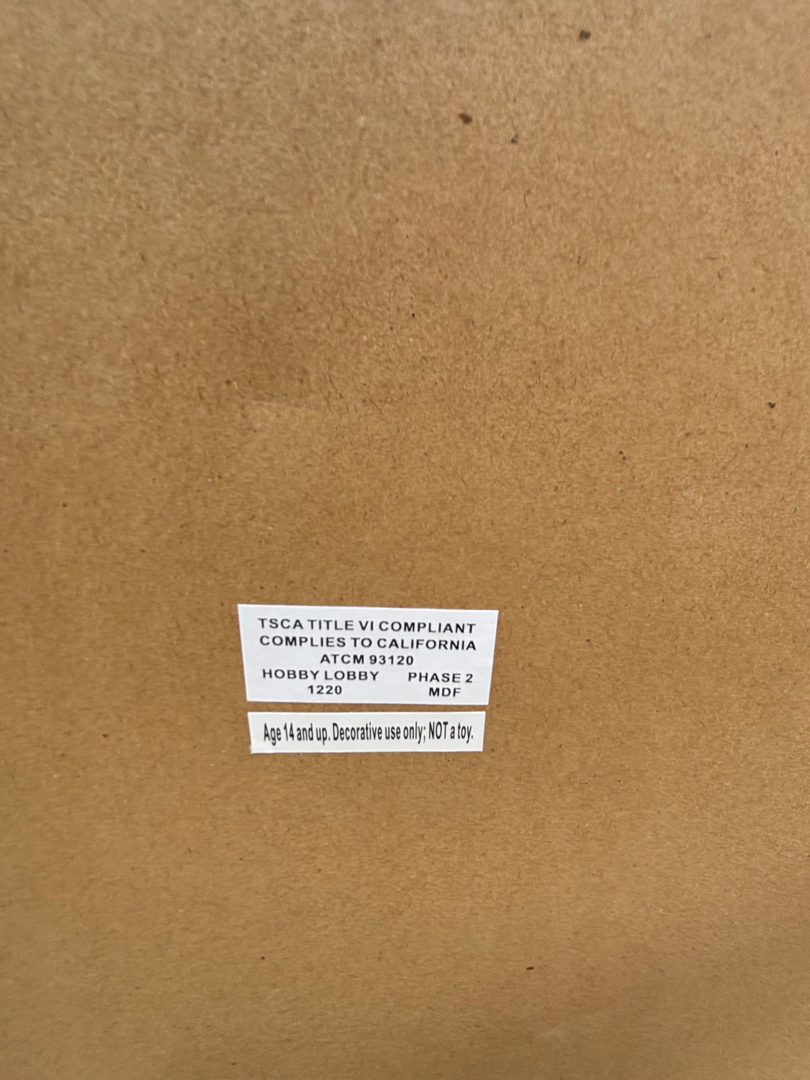 TSCA TITLE VI COMPLIANT
COMPLIES TO CALIFORNIA
ATCM 93120
HOBBY LOBBY PHASE 2
1220 MDF
Age 14 and up. Decorative use only; NOT a toy.